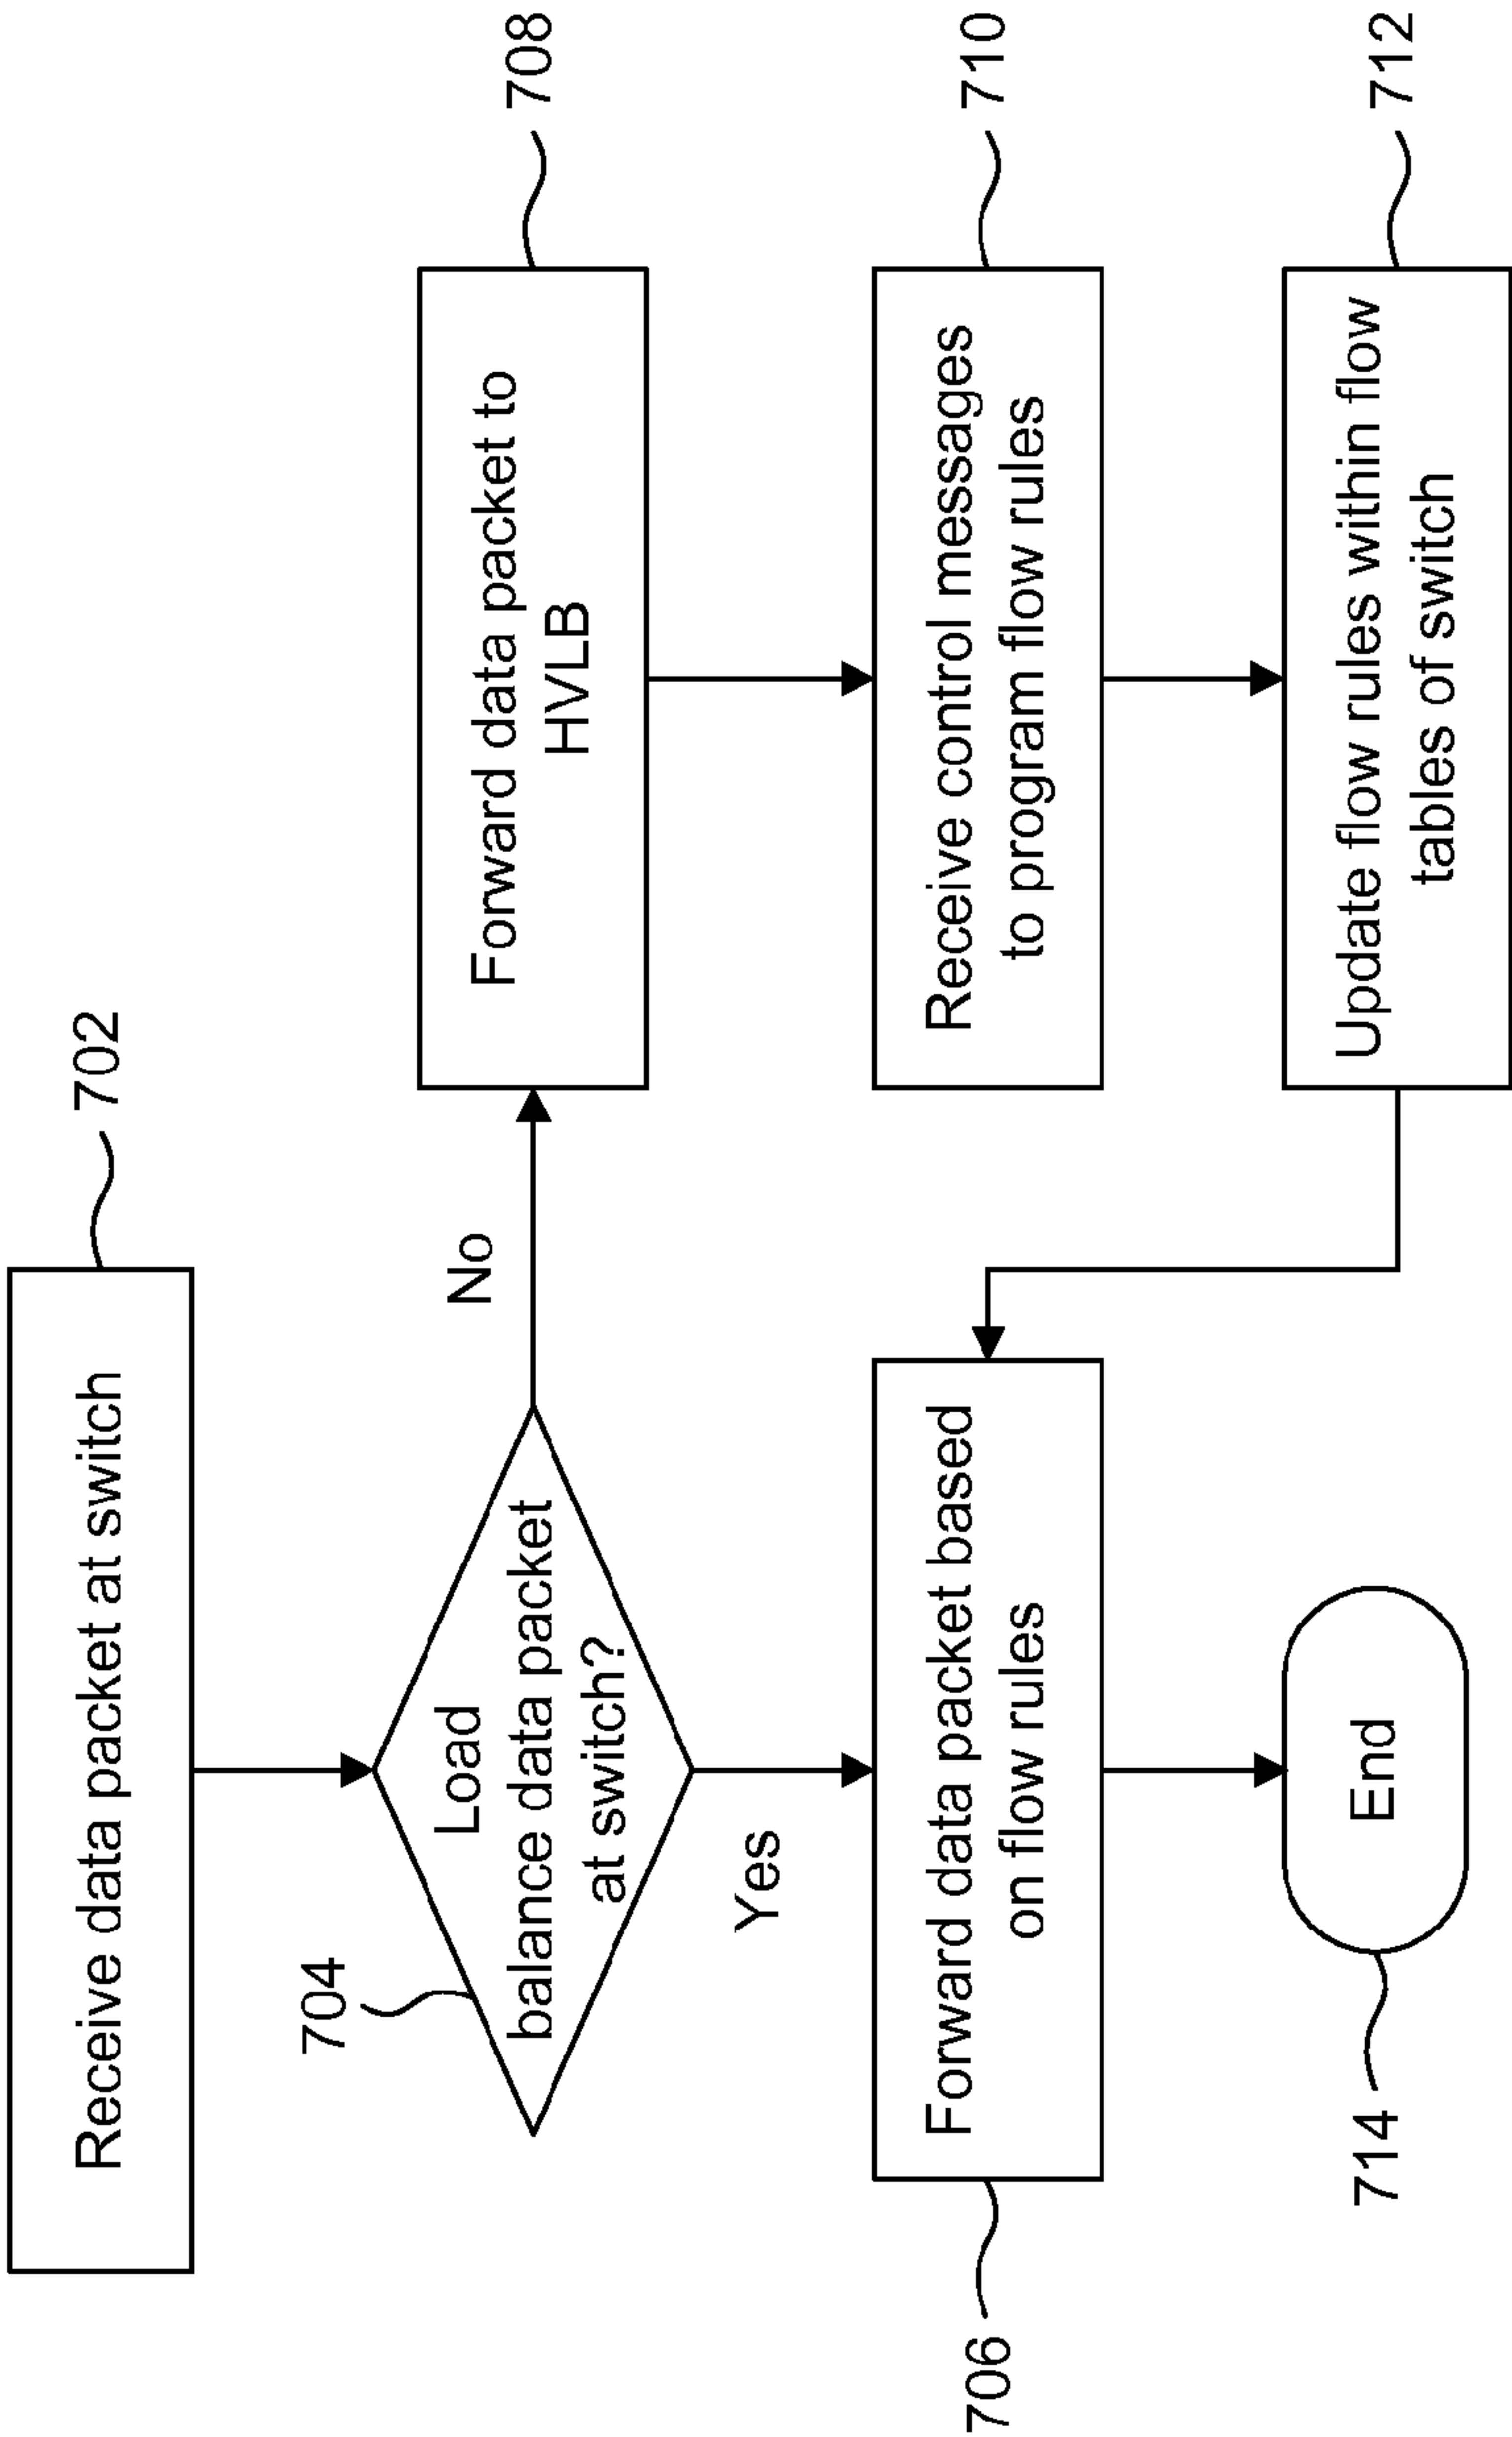 Receive data packet at switch
702
704
Load
balance data packet
at switch?
No
Yes
Forward data packet to
HVLB
708
Receive control messages
to program flow rules
710
Update flow rules within flow
tables of switch
712
Forward data packet based
on flow rules
706
End
714